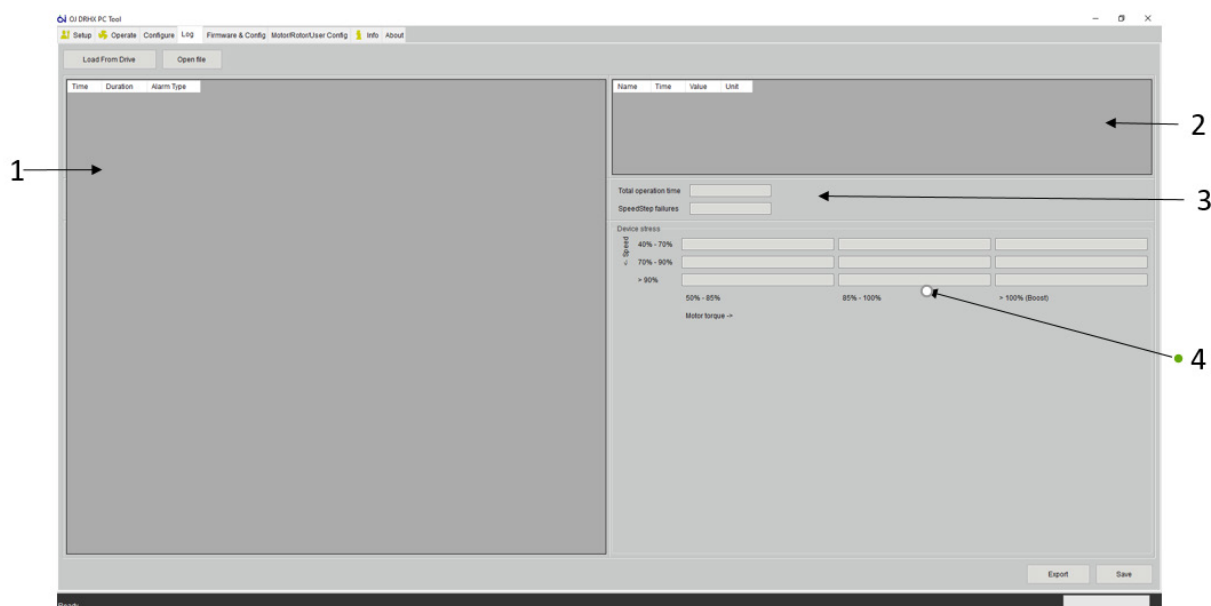 OJ DRHX PC Tool
Setup Operate Configure Log Firmware & Config Motor/Rotor/User Config Info About
Load From Drive Open file
Time Duration Alarm Type
Name Time Value Unit
2
1
Total operation time
3
SpeedStep failures
Device stress
<- Speed
40% - 70%
70% - 90%
> 90%
50% - 85% 85% - 100% > 100% (Boost)
Motor torque ->
4
Export Save
Ready